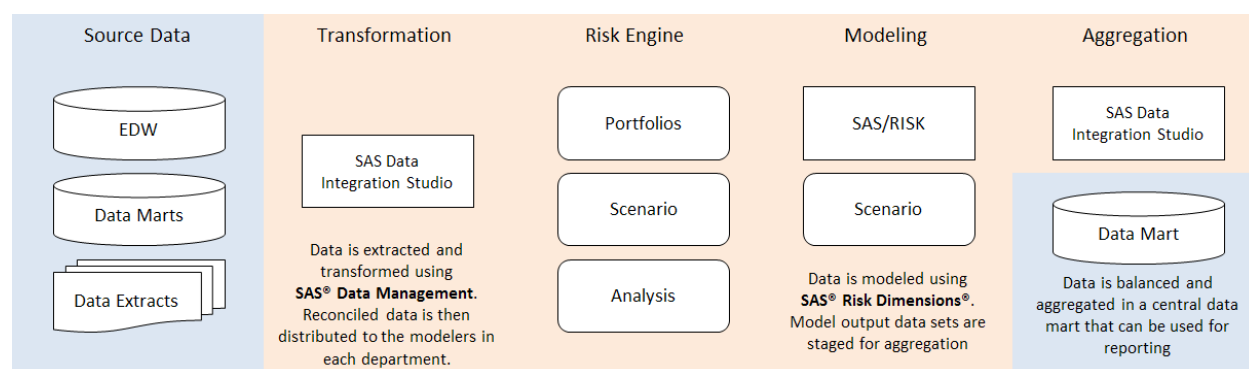 Source Data
EDW
Data Marts
Data Extracts
Transformation
SAS Data
Integration Studio
Data is extracted and
transformed using
SAS® Data Management.
Reconciled data is then
distributed to the modelers in
each department.
Risk Engine
Portfolios
Scenario
Analysis
Modeling
SAS/RISK
Scenario
Data is modeled using
SAS® Risk Dimensions®.
Model output data sets are
staged for aggregation
Aggregation
SAS Data
Integration Studio
Data Mart
Data is balanced and
aggregated in a central data
mart that can be used for
reporting